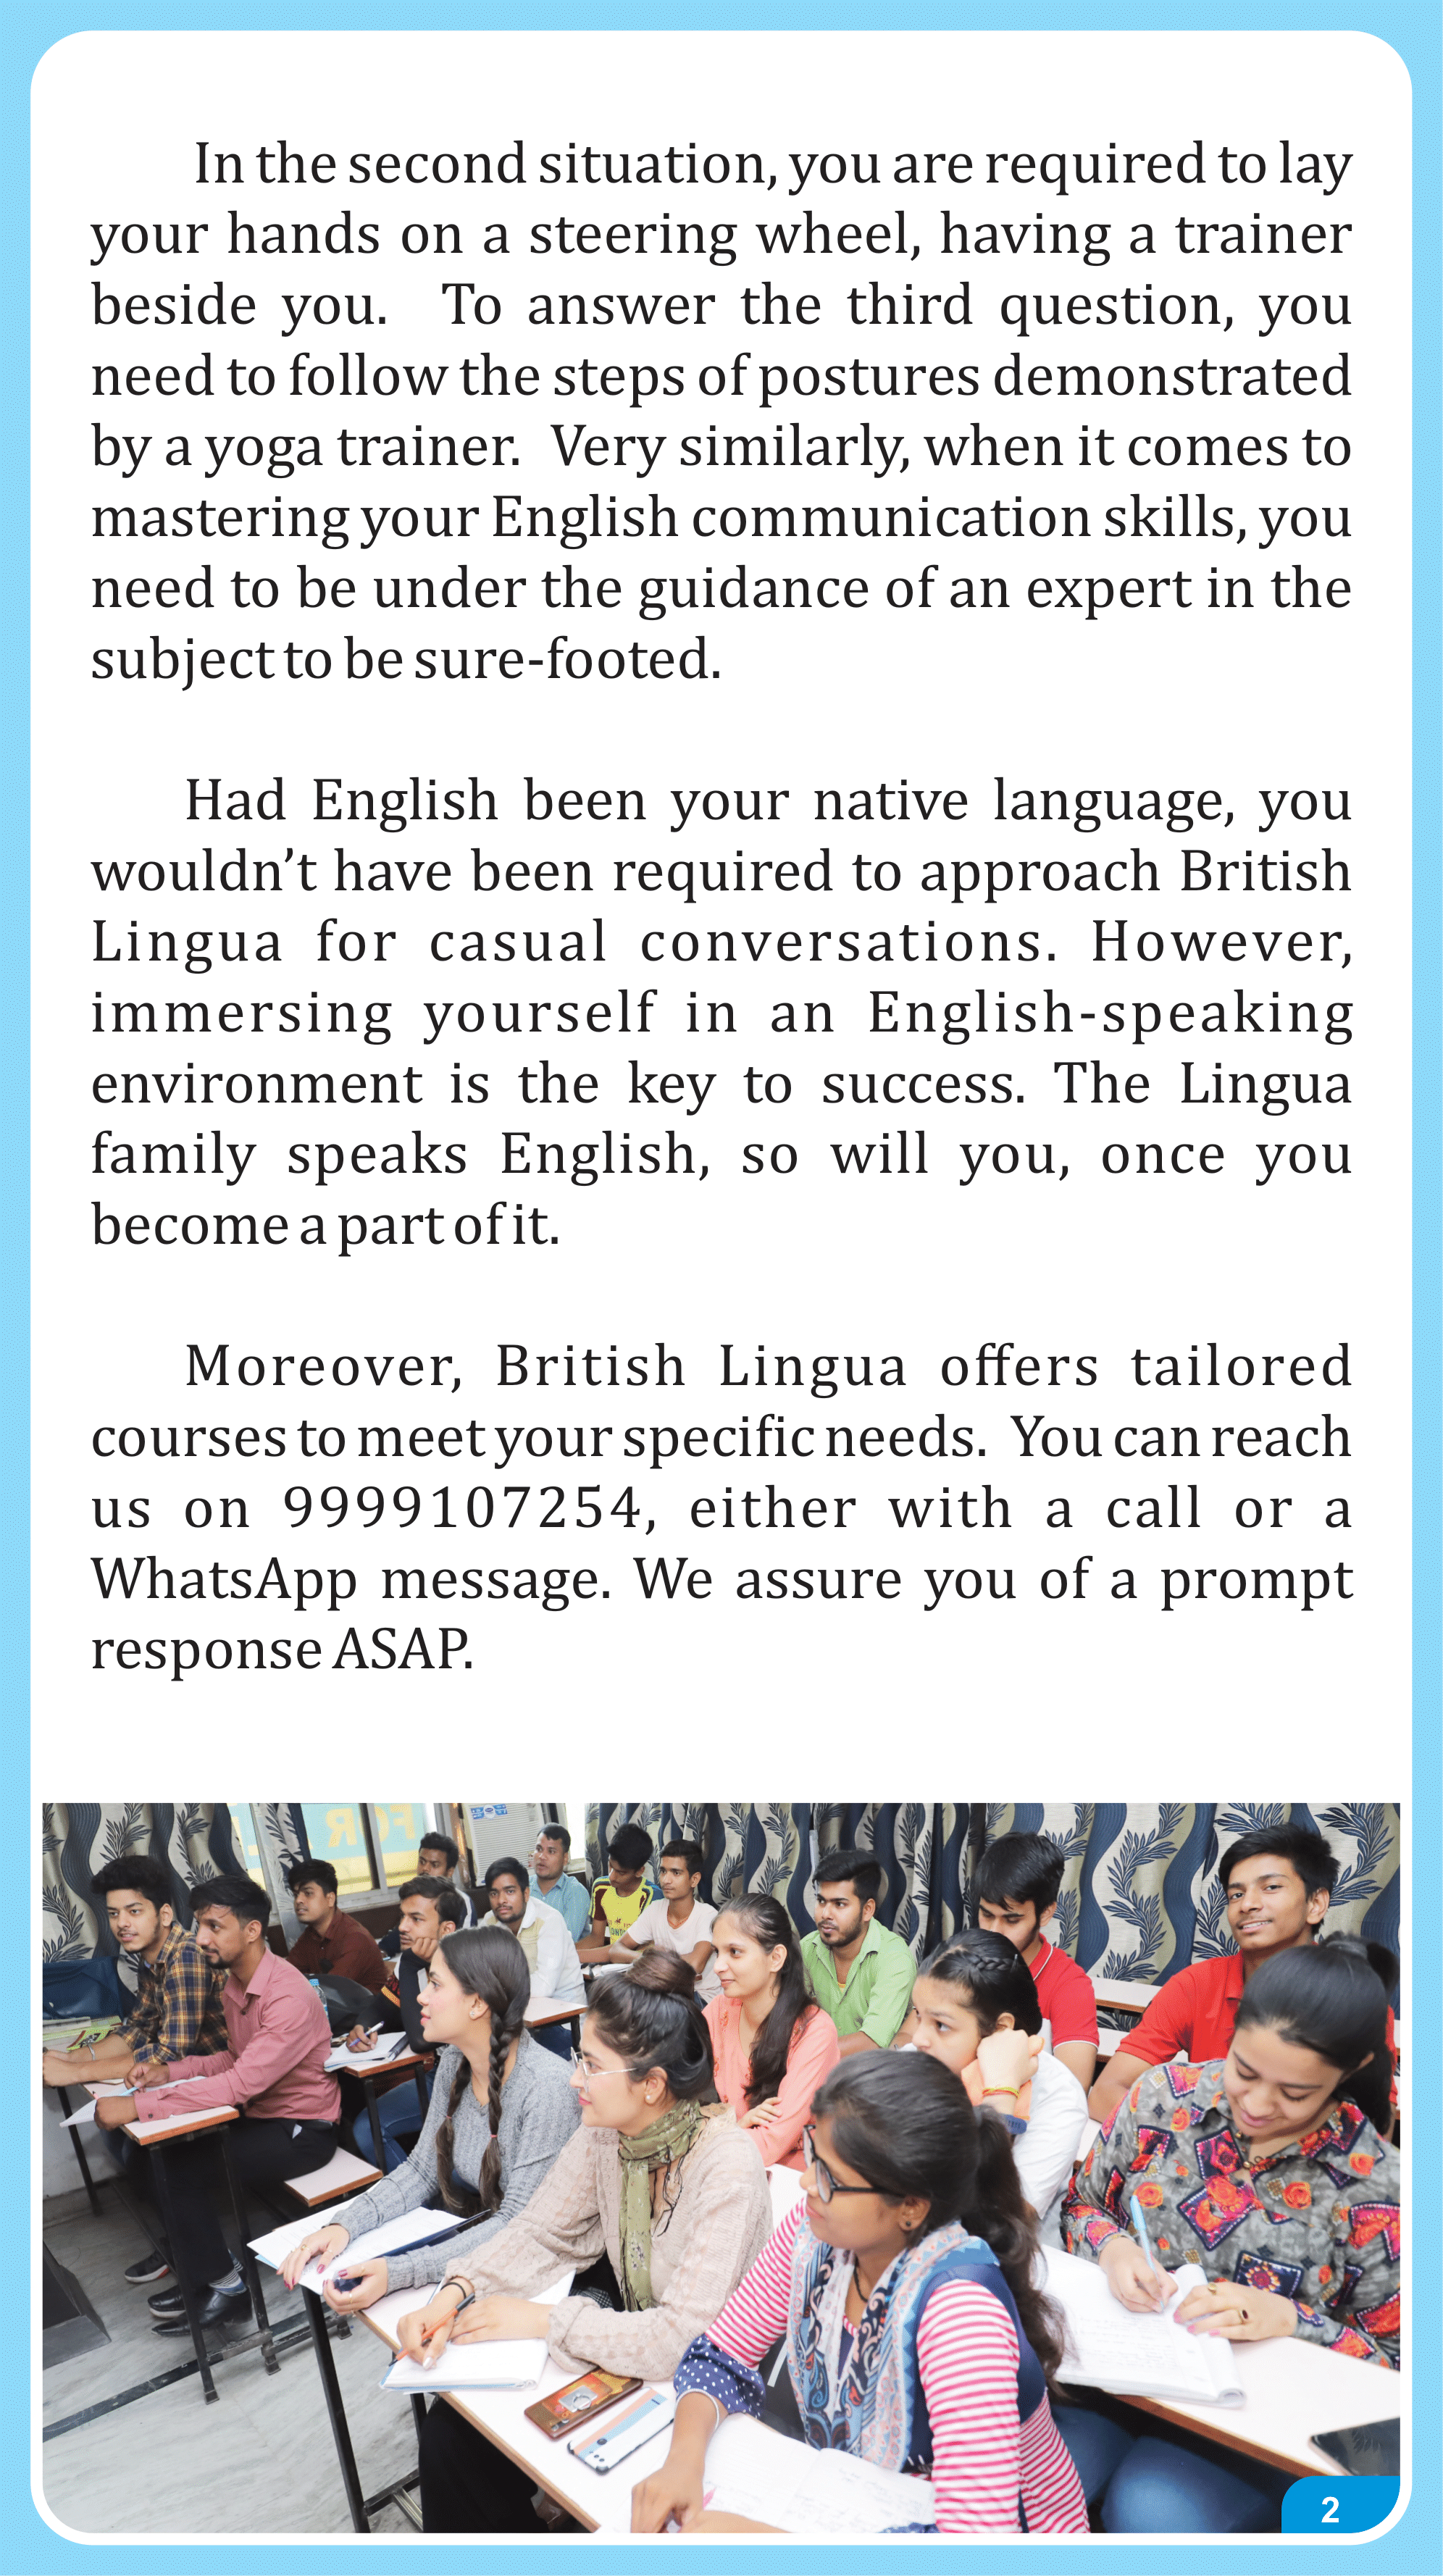 In the second situation, you are required to lay
your hands on a steering wheel, having a trainer
beside you.  To answer the third question, you
need to follow the steps of postures demonstrated
by a yoga trainer.  Very similarly, when it comes to
mastering your English communication skills, you
need to be under the guidance of an expert in the
subject to be sure-footed.
Had English been your native language, you
wouldn’t have been required to approach British
Lingua for casual conversations. However,
immersing yourself in an English-speaking
environment is the key to success. The Lingua
family speaks English, so will you, once you
become a part of it.
Moreover, British Lingua offers tailored
courses to meet your specific needs.  You can reach
us on 9999107254, either with a call or a
WhatsApp message. We assure you of a prompt
response ASAP.
2